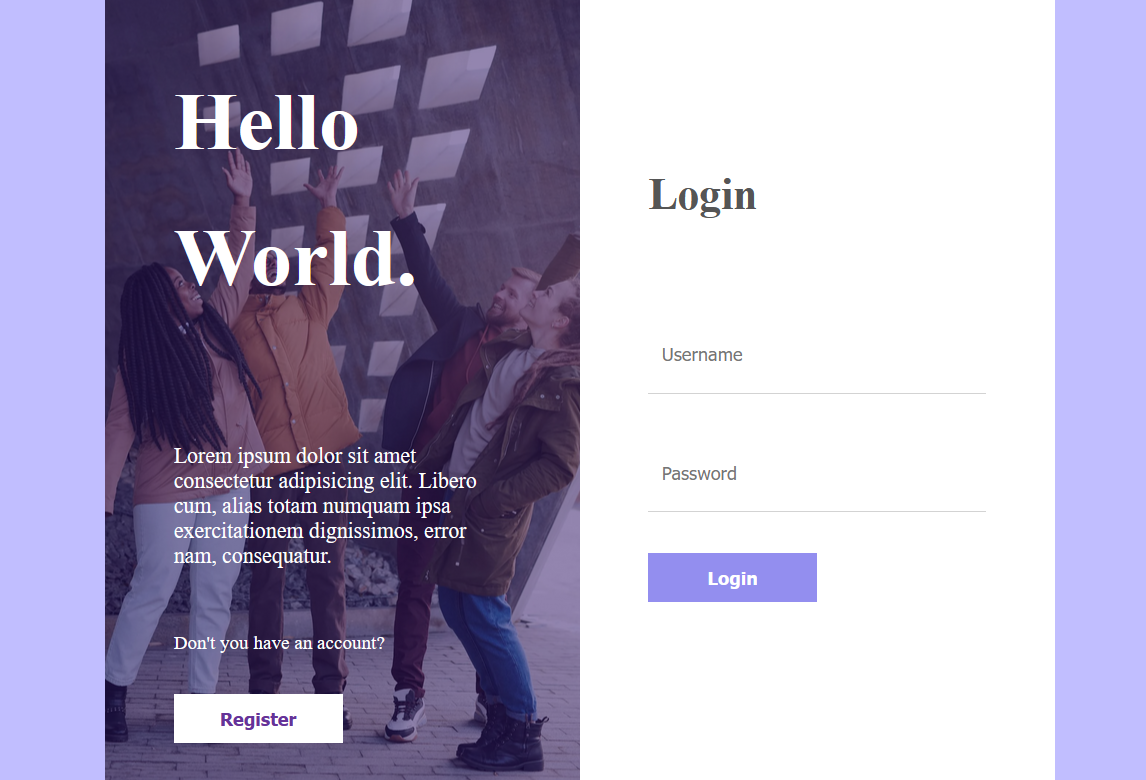 Hello
World.
Lorem ipsum dolor sit amet
consectetur adipisicing elit. Libero
cum, alias totam numquam ipsa
exercitationem dignissimos, error
nam, consequatur.
Don't you have an account?
Register
Login
Username
Password
Login